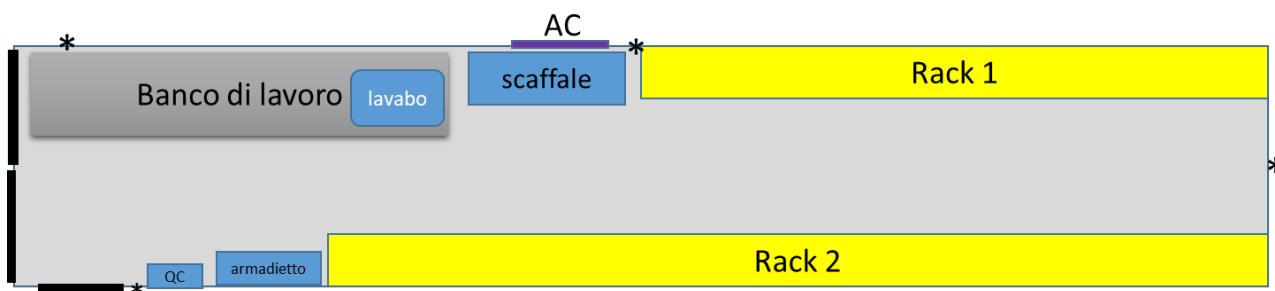 AC
*
*
Banco di lavoro
lavabo
scaffale
Rack 1
*
QC
armadietto
Rack 2
*